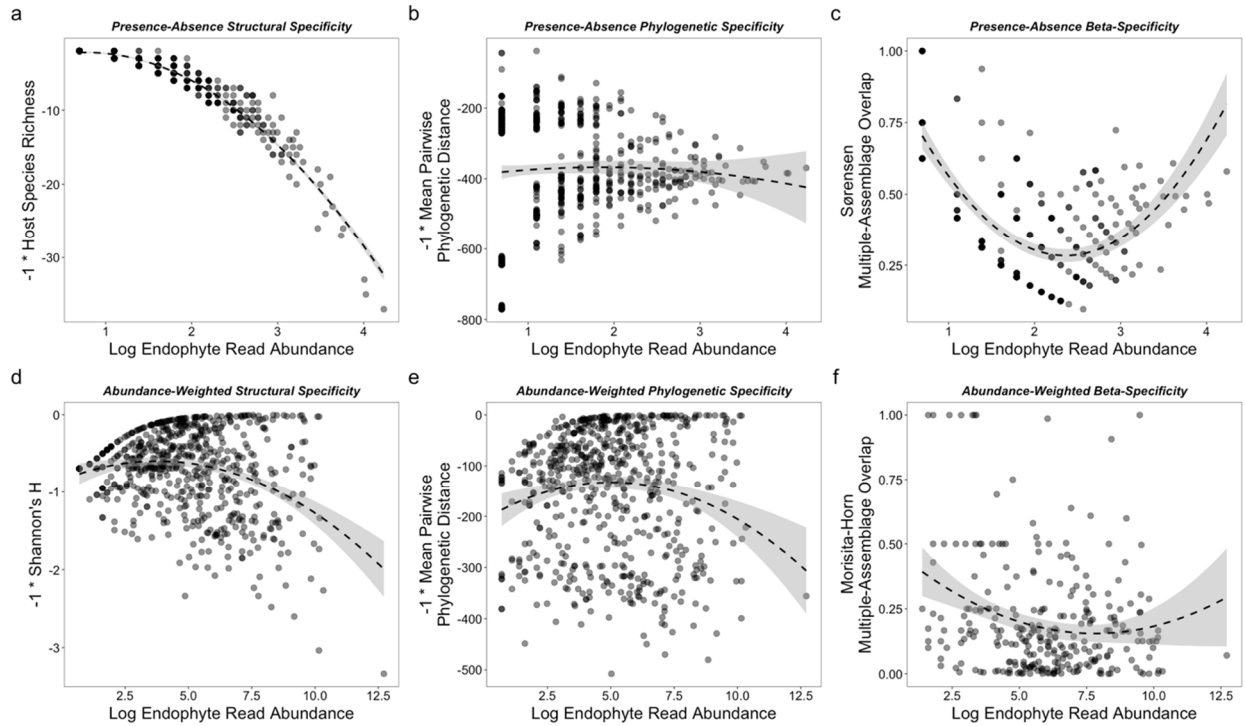 a
Presence-Absence Structural Specificity
-1 * Host Species Richness
-10
-20
-30
1
2
3
4
Log Endophyte Read Abundance
b
Presence-Absence Phylogenetic Specificity
-1 * Mean Pairwise
Phylogenetic Distance
-200
-400
-600
-800
1
2
3
4
Log Endophyte Read Abundance
c
Presence-Absence Beta-Specificity
Sørensen
Multiple-Assemblage Overlap
1.00
0.75
0.50
0.25
1
2
3
4
Log Endophyte Read Abundance
d
Abundance-Weighted Structural Specificity
-1 * Shannon's H
0
-1
-2
-3
2.5
5.0
7.5
10.0
12.5
Log Endophyte Read Abundance
e
Abundance-Weighted Phylogenetic Specificity
-1 * Mean Pairwise
Phylogenetic Distance
0
-100
-200
-300
-400
-500
2.5
5.0
7.5
10.0
12.5
Log Endophyte Read Abundance
f
Abundance-Weighted Beta-Specificity
Morisita-Horn
Multiple-Assemblage Overlap
1.00
0.75
0.50
0.25
0.00
2.5
5.0
7.5
10.0
12.5
Log Endophyte Read Abundance